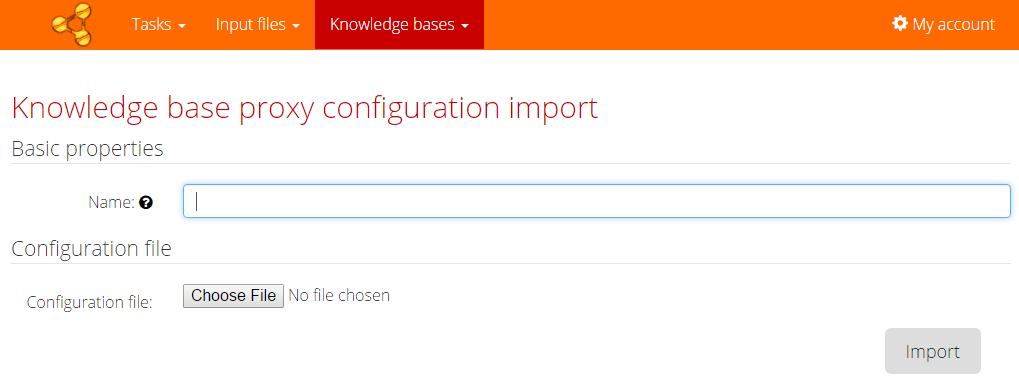 Tasks Input files Knowledge bases My account
Knowledge base proxy configuration import
Basic properties
Name:
Configuration file
Configuration file: Choose File No file chosen
Import